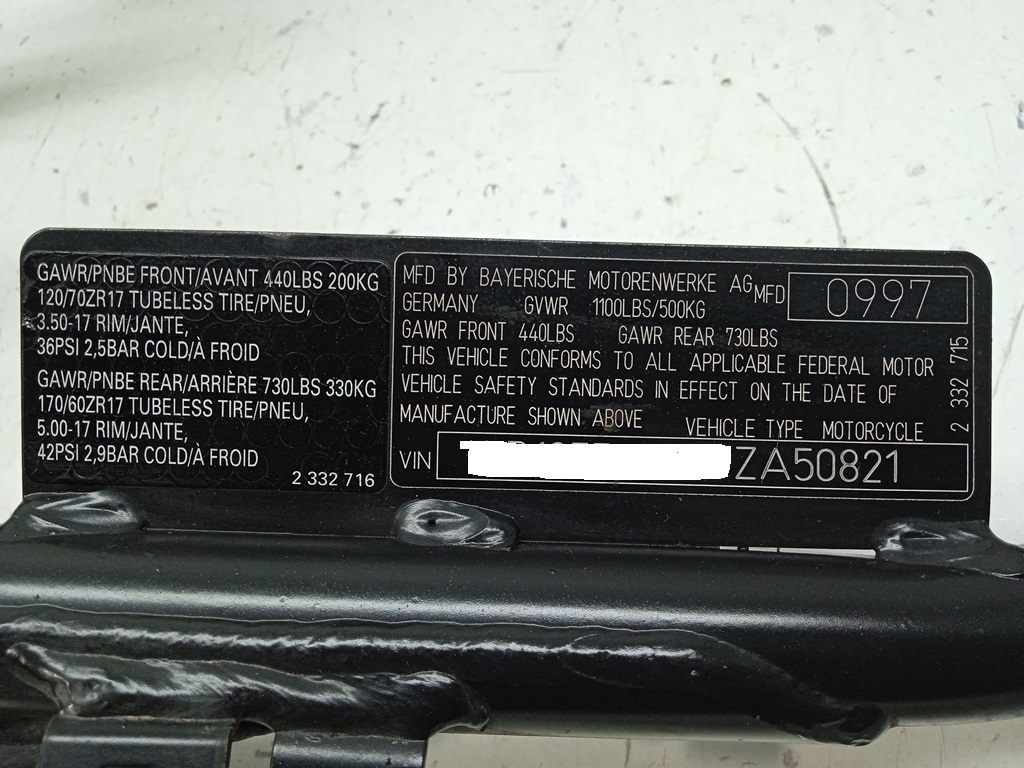 GAWR/PNBE FRONT/AVANT 440LBS 200KG
120/70ZR17 TUBELESS TIRE/PNEU,
3.50-17 RIM/JANTE,
36PSI 2,5BAR COLD/À FROID
GAWR/PNBE REAR/ARRIÈRE 730LBS 330KG
170/60ZR17 TUBELESS TIRE/PNEU,
5.00-17 RIM/JANTE,
42PSI 2,9BAR COLD/À FROID
2 332 716
MFD BY BAYERISCHE MOTORENWERKE AG MFD 0997
GERMANY GVWR 1100LBS/500KG
GAWR FRONT 440LBS GAWR REAR 730LBS
THIS VEHICLE CONFORMS TO ALL APPLICABLE FEDERAL MOTOR
VEHICLE SAFETY STANDARDS IN EFFECT ON THE DATE OF
MANUFACTURE SHOWN ABOVE VEHICLE TYPE MOTORCYCLE
VIN ZA50821
2 332 715